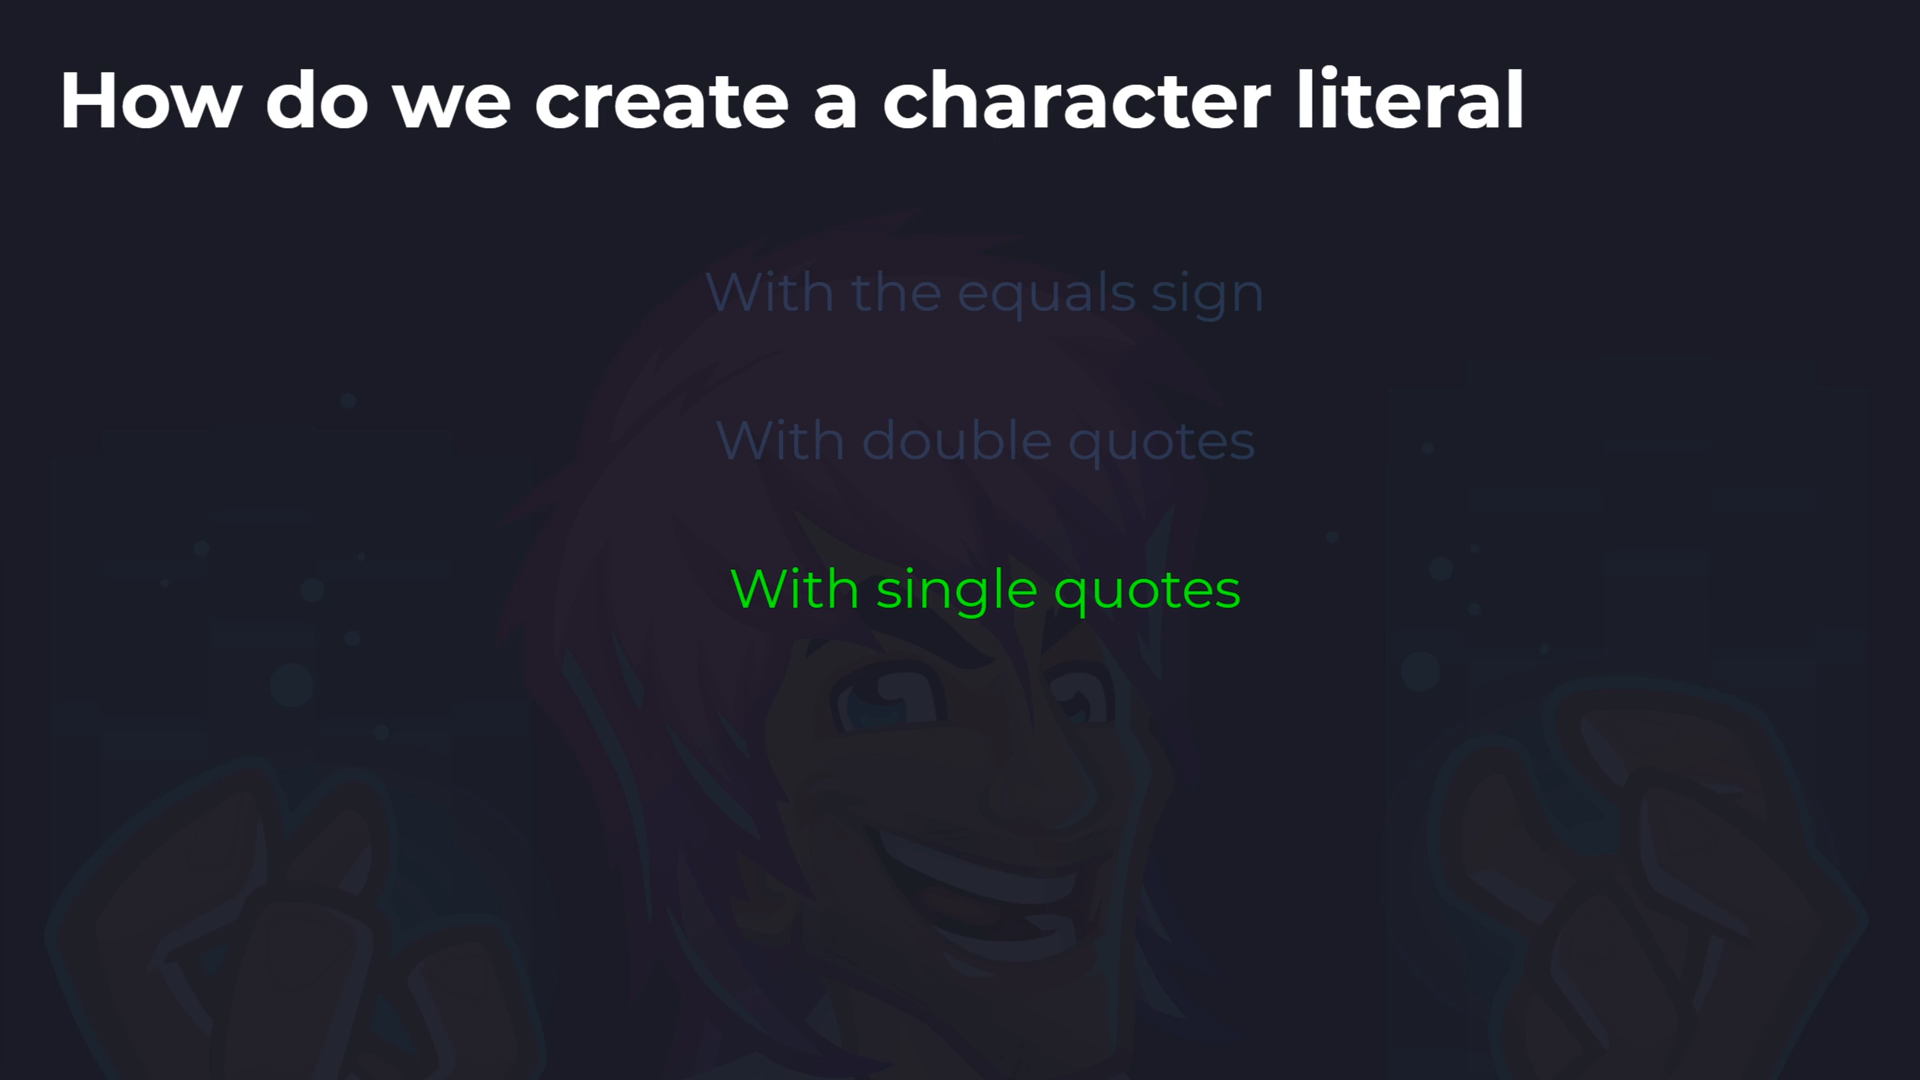 How do we create a character literal
With the equals sign
With double quotes
With single quotes